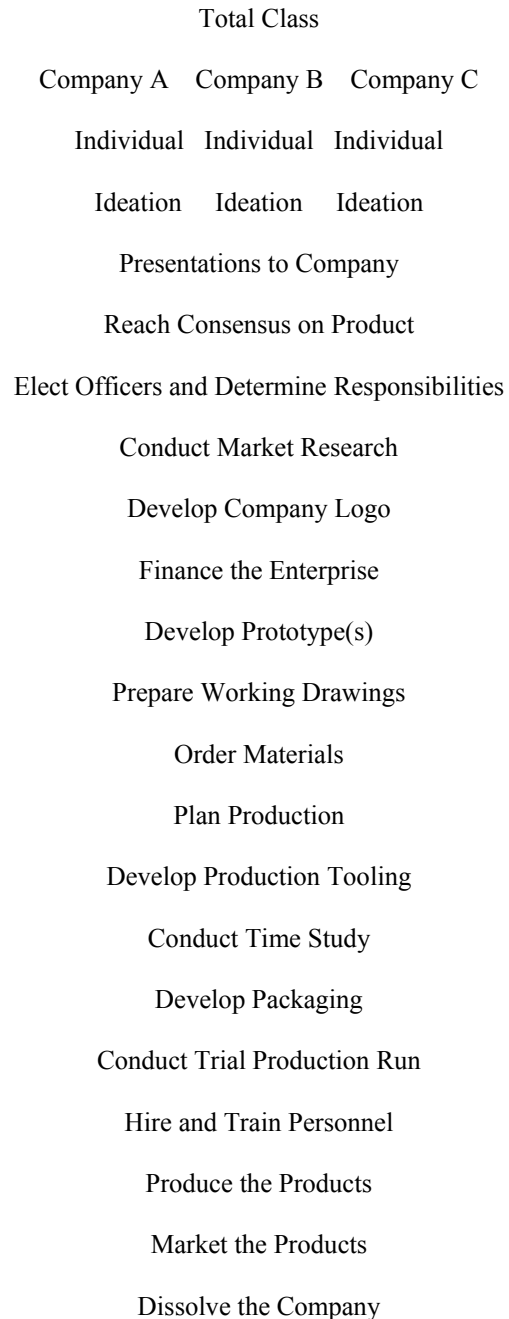 Total Class
Company A Company B Company C
Individual Individual Individual
Ideation Ideation Ideation
Presentations to Company
Reach Consensus on Product
Elect Officers and Determine Responsibilities
Conduct Market Research
Develop Company Logo
Finance the Enterprise
Develop Prototype(s)
Prepare Working Drawings
Order Materials
Plan Production
Develop Production Tooling
Conduct Time Study
Develop Packaging
Conduct Trial Production Run
Hire and Train Personnel
Produce the Products
Market the Products
Dissolve the Company